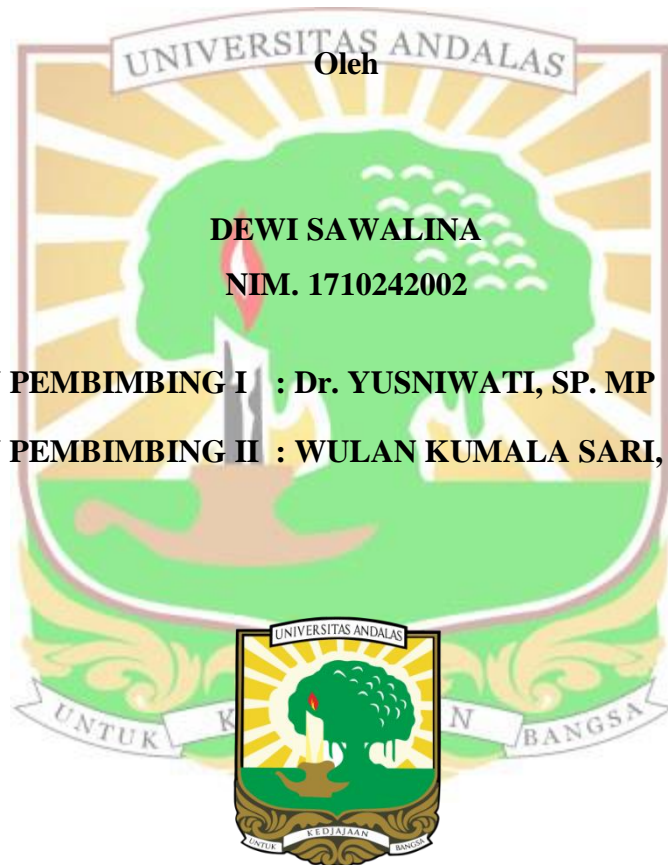 UNIVERSITAS ANDALAS
Oleh
DEWI SAWALINA
NIM. 1710242002
PEMBIMBING I : Dr. YUSNIWATI, SP. MP
PEMBIMBING II : WULAN KUMALA SARI,
UNIVERSITAS ANDALAS
UNTUK K N BANGSA
UNTUK KEDJAJAAN BANGSA